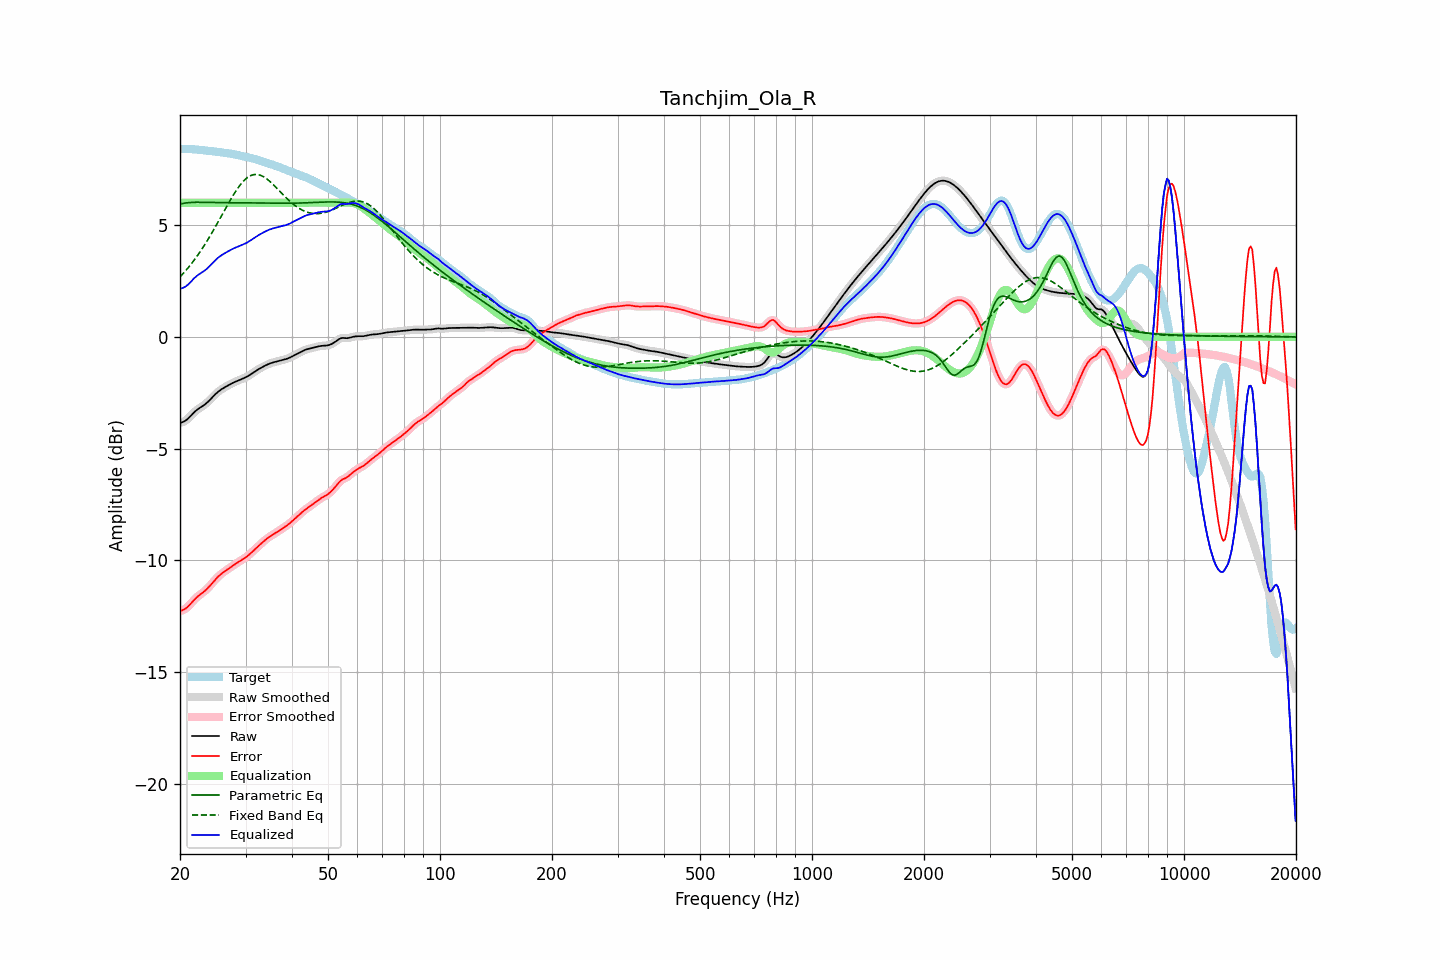 Tanchjim_Ola_R
Amplitude (dBr)
5
0
−5
−10
−15
−20
Target
Raw Smoothed
Error Smoothed
Raw
Error
Equalization
Parametric Eq
Fixed Band Eq
Equalized
20 50 100 200 500 1000 2000 5000 10000 20000
Frequency (Hz)